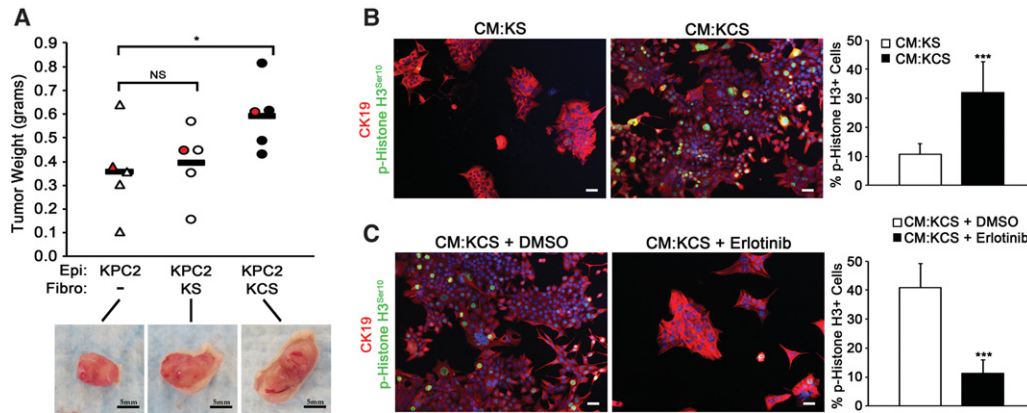 A
Tumor Weight (grams)
0.9
0.8
0.7
0.6
0.5
0.4
0.3
0.2
0.1
0.0
*
NS
Epi: KPC2 KPC2 KPC2
Fibro: - KS KCS
5mm 5mm 5mm
B
CM:KS CM:KCS
CK19
p-Histone H3Ser10
% p-Histone H3+ Cells
50
40
30
20
10
0
CM:KS
CM:KCS
***
C
CM:KCS + DMSO CM:KCS + Erlotinib
CK19
p-Histone H3Ser10
% p-Histone H3+ Cells
50
40
30
20
10
0
CM:KCS + DMSO
CM:KCS + Erlotinib
***